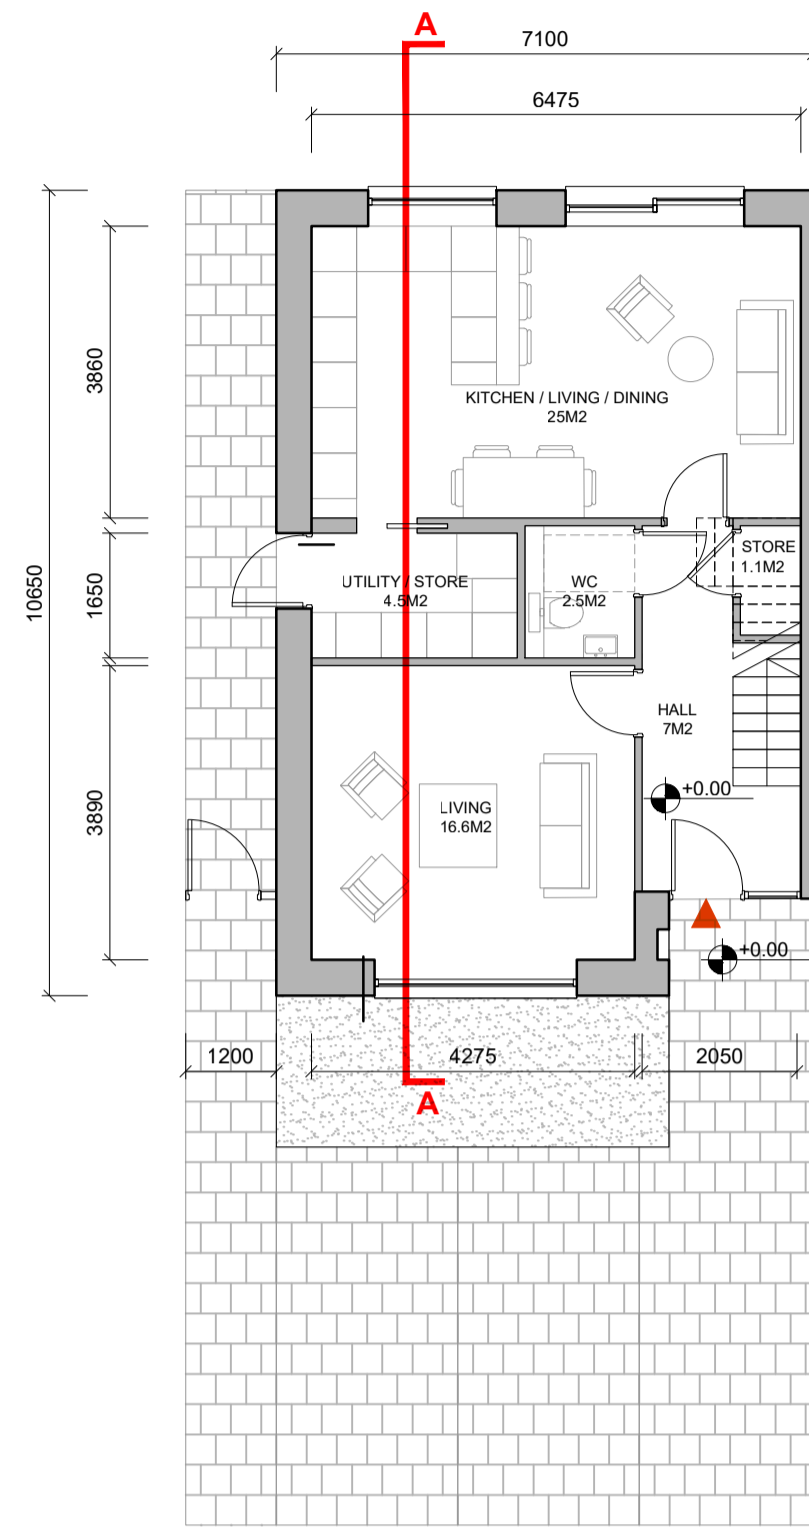 A
7100
6475
10650
3860
1650
3890
KITCHEN / LIVING / DINING
25M2
UTILITY / STORE
4.5M2
WC
2.5M2
STORE
1.1M2
HALL
7M2
+0.00
LIVING
16.6M2
+0.00
1200
4275
2050
A